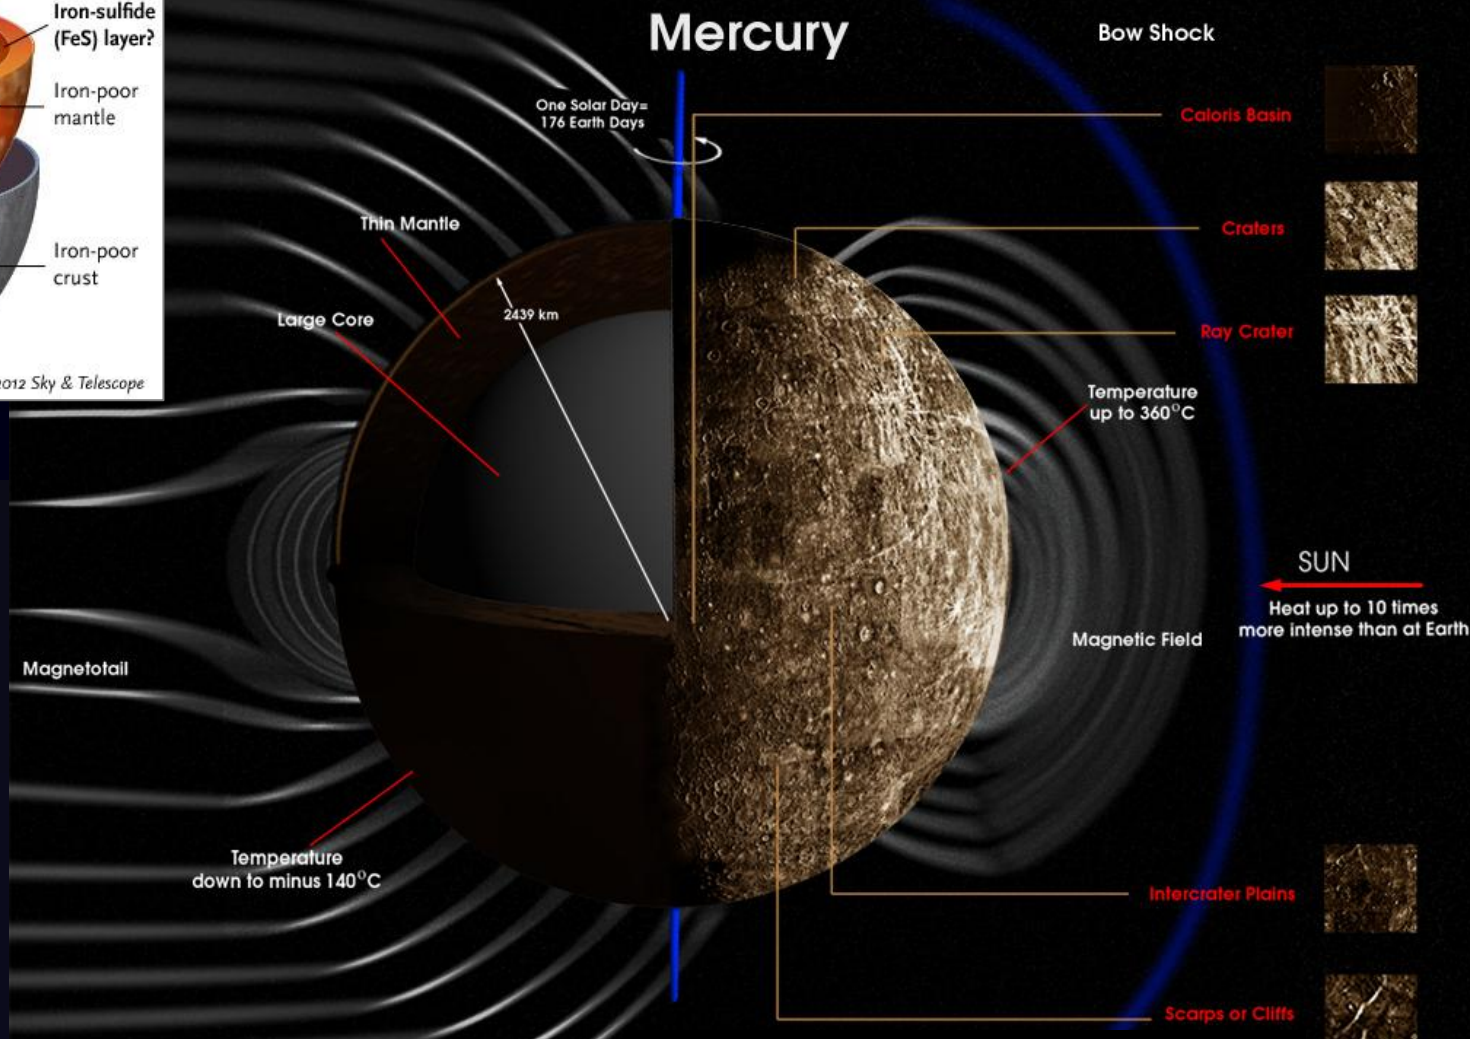 Iron-sulfide
(FeS) layer?
Iron-poor
mantle
Iron-poor
crust
2012 Sky & Telescope
Mercury
Bow Shock
One Solar Day=
176 Earth Days
Caloris Basin
Thin Mantle
Craters
2439 km
Large Core
Ray Crater
Temperature
up to 360°C
SUN
Heat up to 10 times
more intense than at Earth
Magnetic Field
Magnetotail
Temperature
down to minus 140°C
Intercrater Plains
Scarps or Cliffs